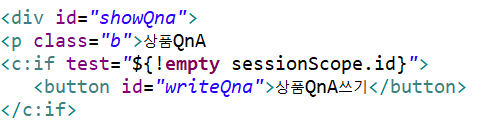 <div id="showQna">
<p class="b">상품QnA
<c:if test="${!empty sessionScope.id}">
<button id="writeQna">상품QnA쓰기</button>
</c:if>